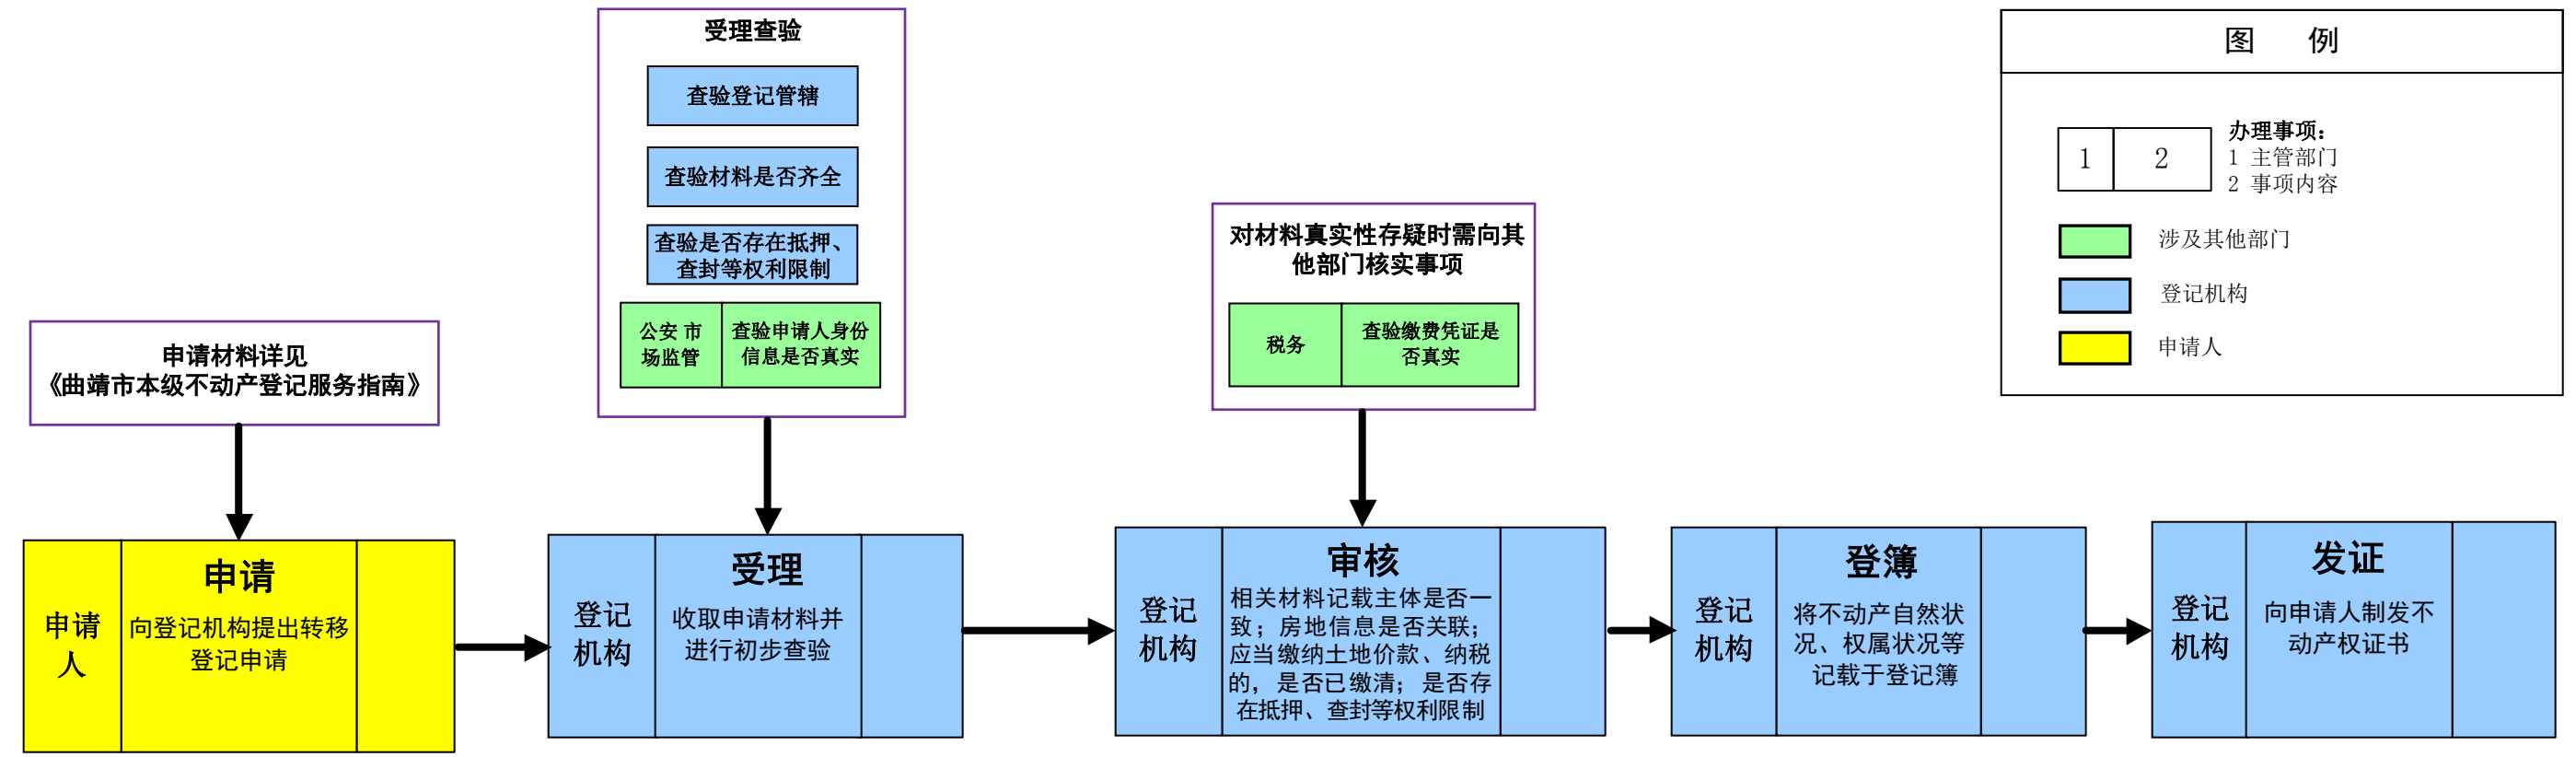 受理查验
查验登记管辖
查验材料是否齐全
查验是否存在抵押、
查封等权利限制
公安 市
场监管
查验申请人身份
信息是否真实
图 例
1 2
办理事项：
1 主管部门
2 事项内容
涉及其他部门
登记机构
申请人
对材料真实性存疑时需向其
他部门核实事项
税务
查验缴费凭证是
否真实
申请材料详见
《曲靖市本级不动产登记服务指南》
申请
人
申请
向登记机构提出转移
登记申请
登记
机构
受理
收取申请材料并
进行初步查验
登记
机构
审核
相关材料记载主体是否一
致；房地信息是否关联；
应当缴纳土地价款、纳税
的，是否已缴清；是否存
在抵押、查封等权利限制
登记
机构
登簿
将不动产自然状
况、权属状况等
记载于登记簿
登记
机构
发证
向申请人制发不
动产权证书